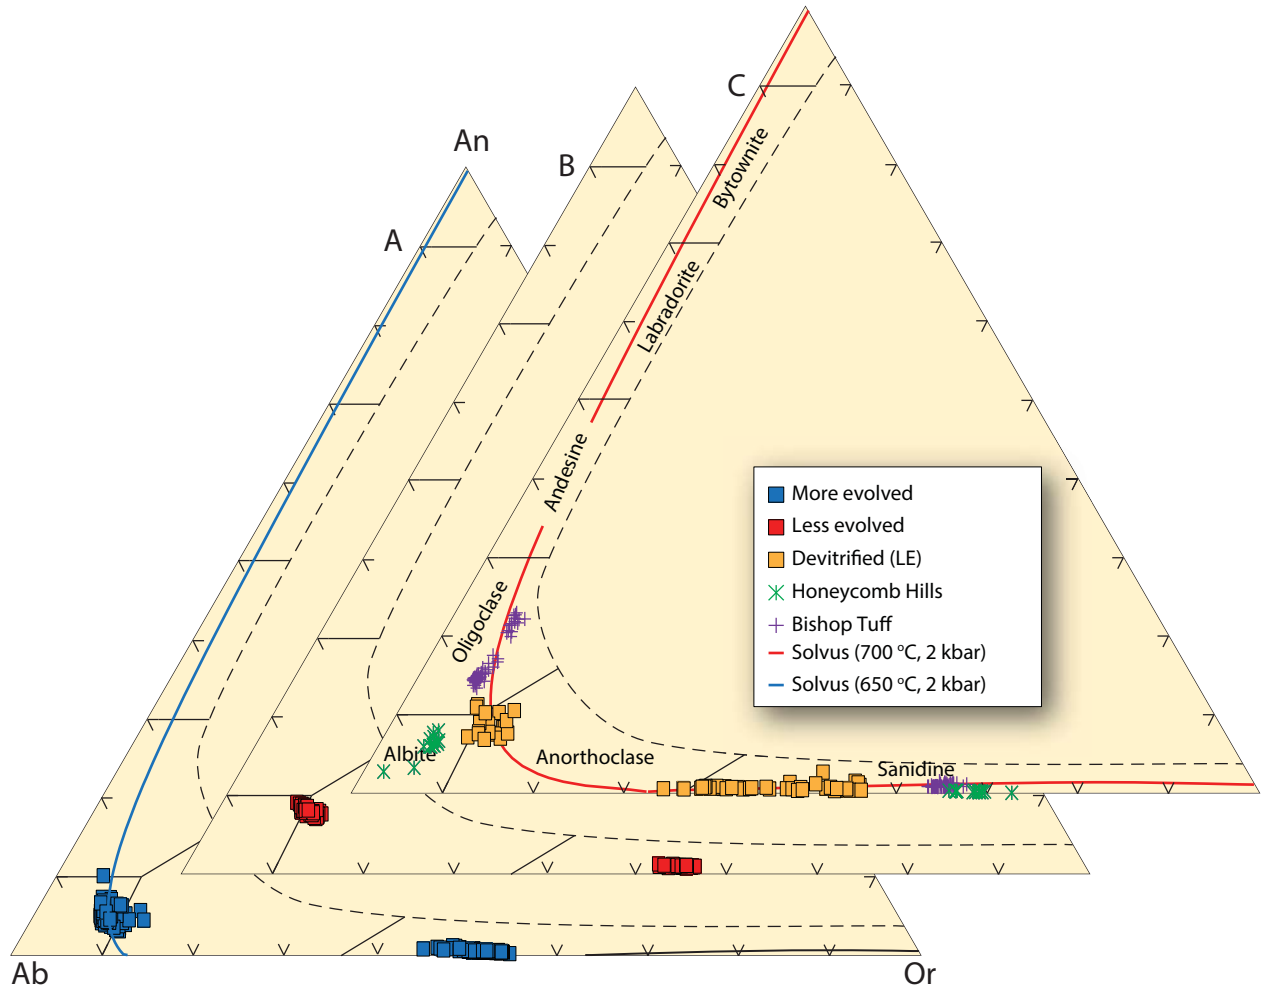 C
B
An
A
Bytownite
Labradorite
Andesine
Oligoclase
Albite
Anorthoclase
Sanidine
More evolved
Less evolved
Devitrified (LE)
Honeycomb Hills
Bishop Tuff
Solvus (700 °C, 2 kbar)
Solvus (650 °C, 2 kbar)
Ab
Or